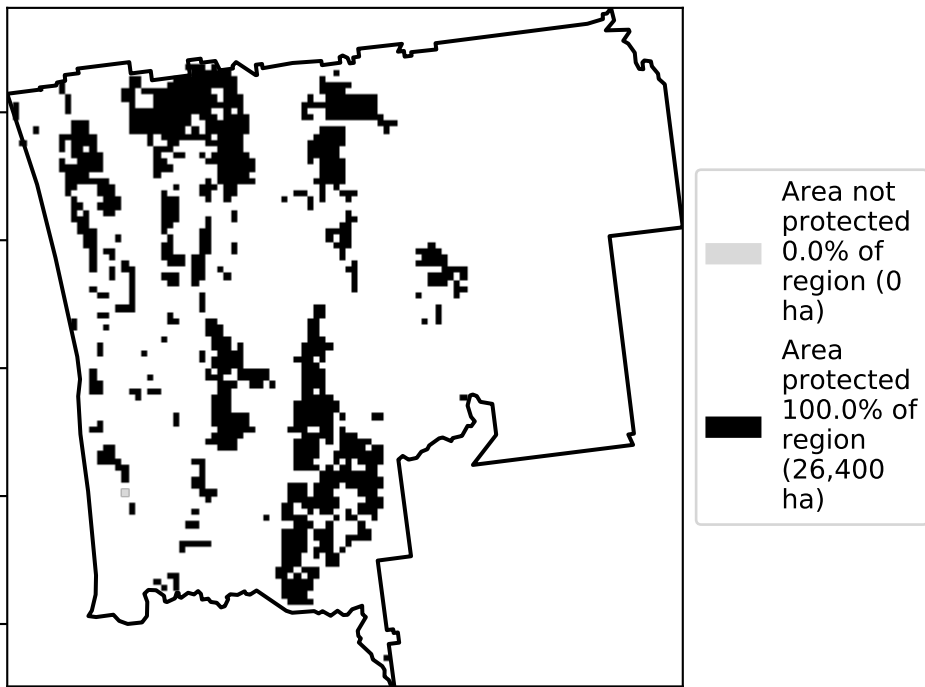 Area not
protected
0.0% of
region (0
ha)
Area
protected
100.0% of
region
(26,400
ha)